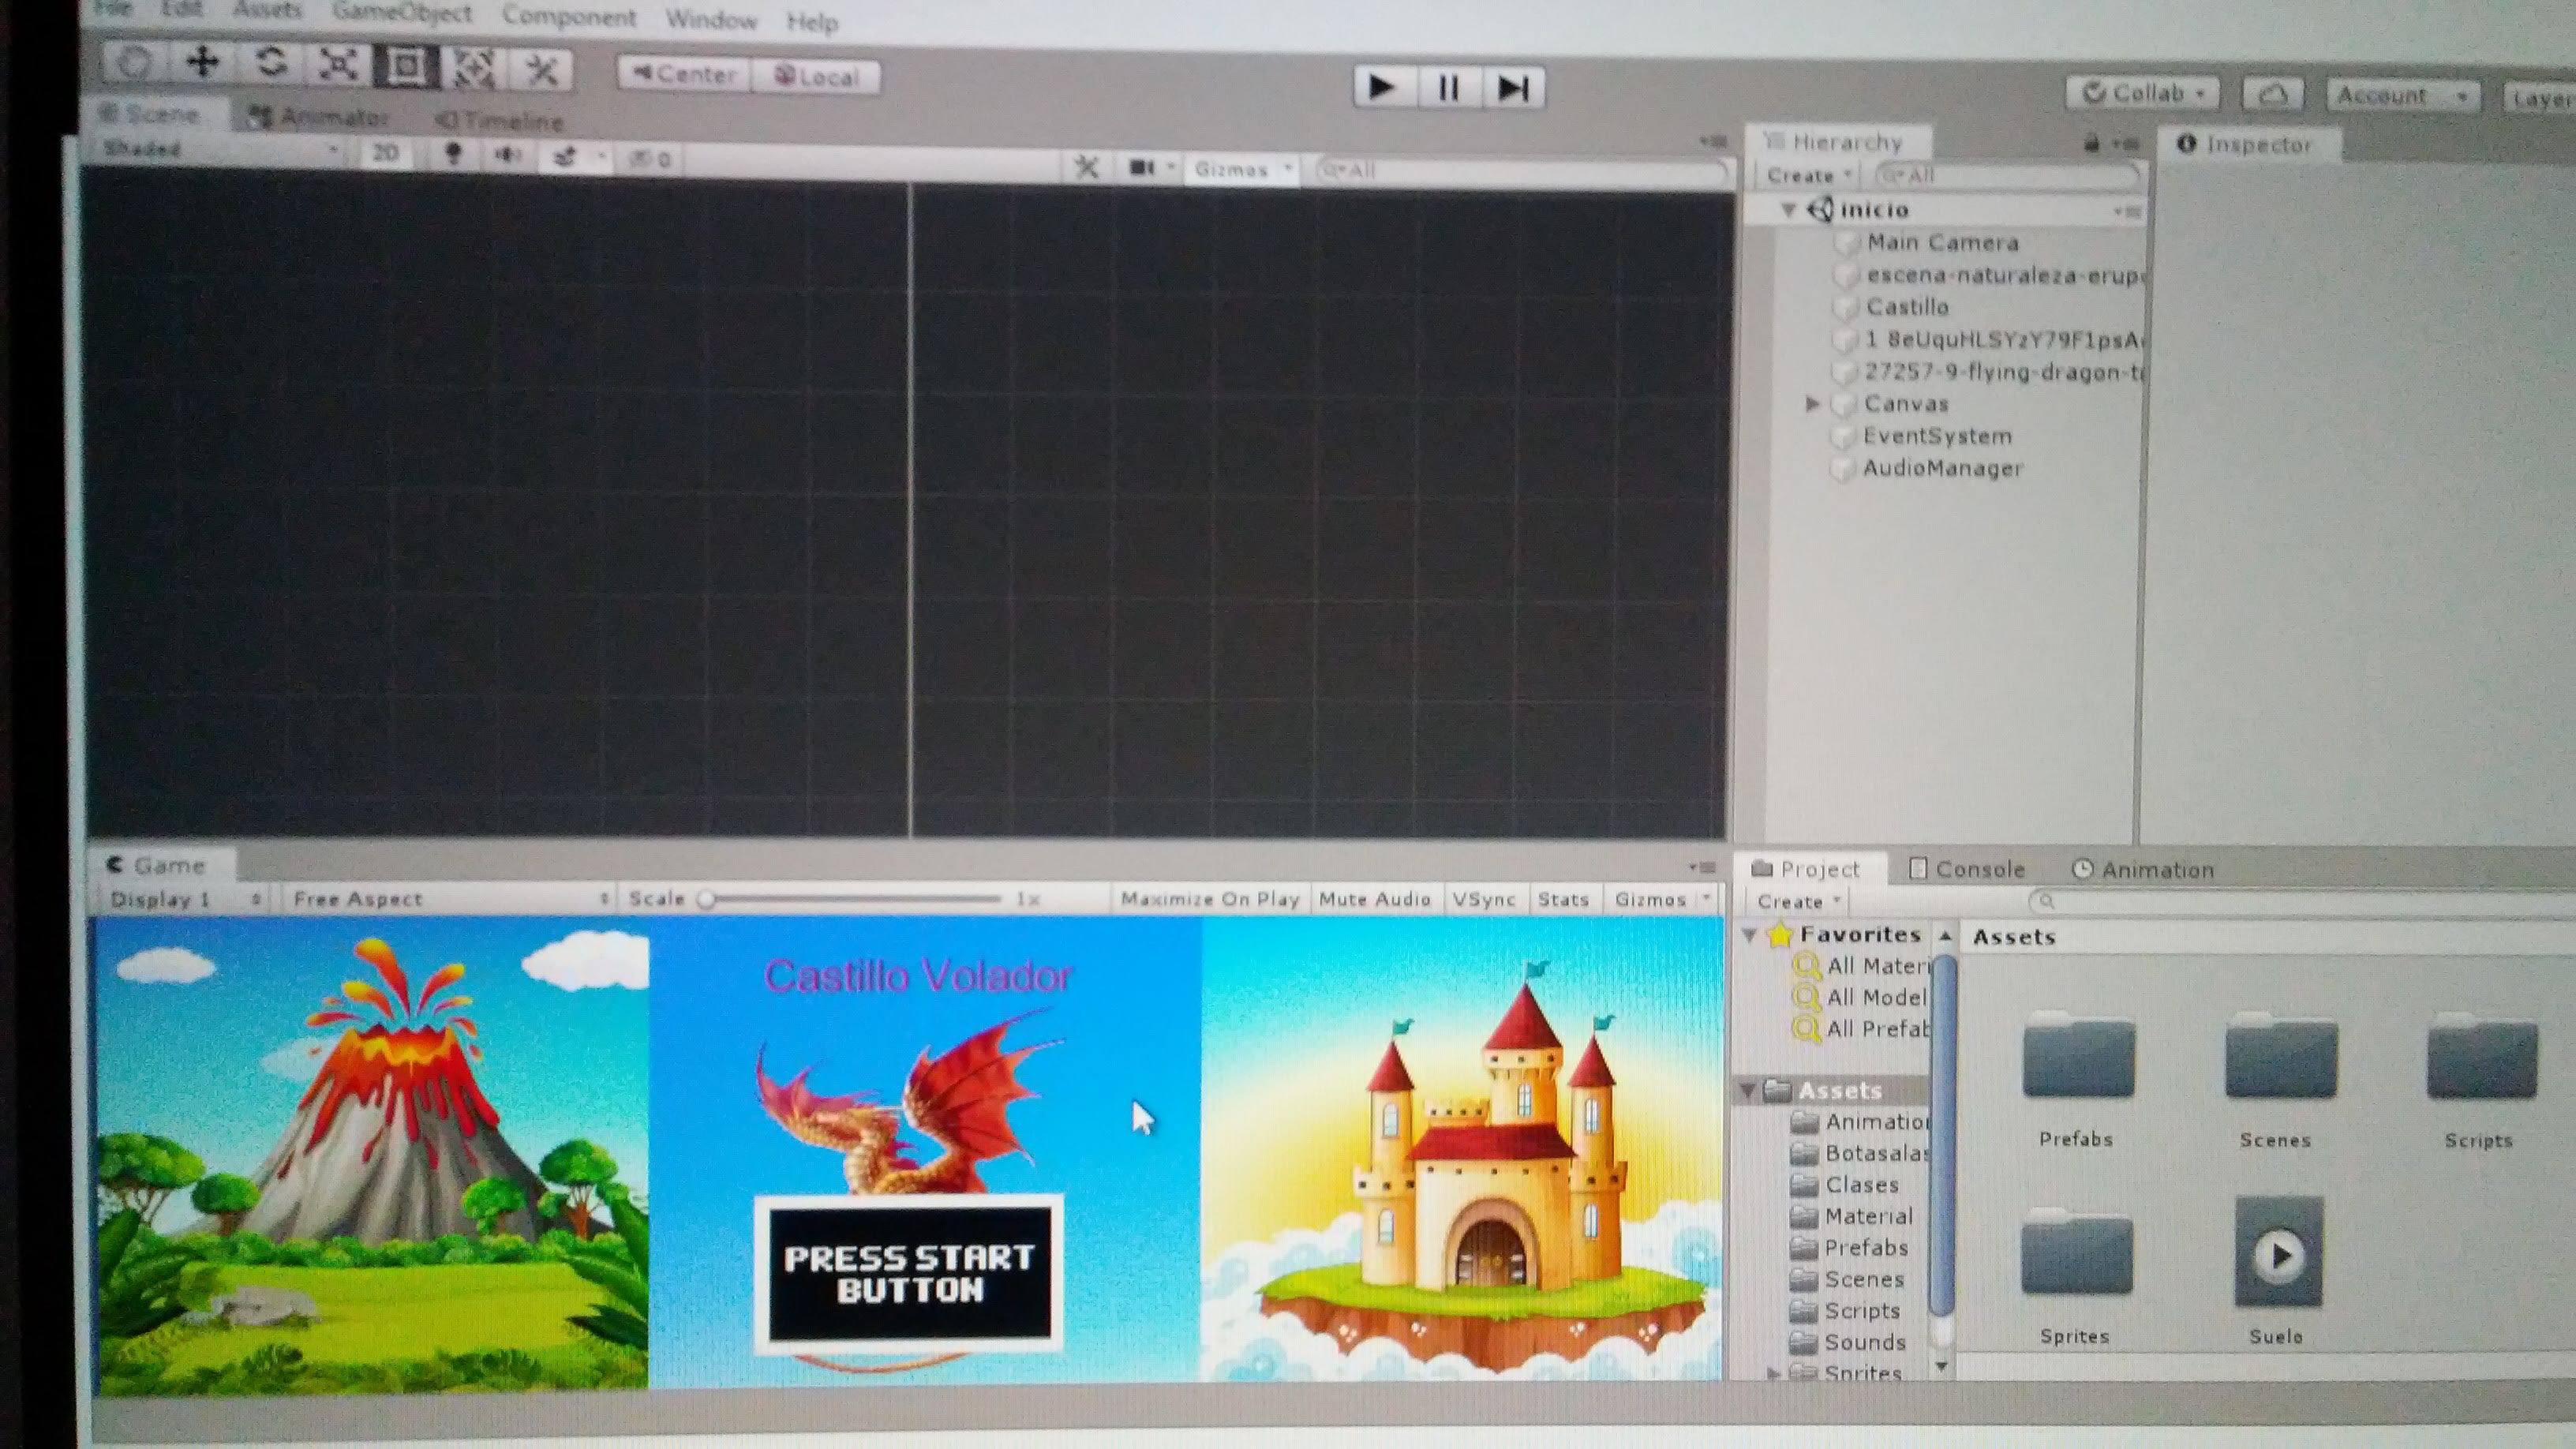 File Edit Assets GameObject Component Window Help
Center Local
Collab Account Layer
Scene Animator Timeline
Shaded 2D 0 Gizmos All
Hierarchy
Create All
inicio
Main Camera
escena-naturaleza-erup
Castillo
1 8eUquHLSYzY79F1psA
27257-9-flying-dragon-t
Canvas
EventSystem
AudioManager
Inspector
Game
Display 1 Free Aspect Scale 1x Maximize On Play Mute Audio VSync Stats Gizmos
Castillo Volador
PRESS START
BUTTON
Project Console Animation
Create
Favorites
All Materi
All Model
All Prefab
Assets
Animatio
Botasalas
Clases
Material
Prefabs
Scenes
Scripts
Sounds
Sprites
Assets
Prefabs Scenes Scripts
Sprites Suelo